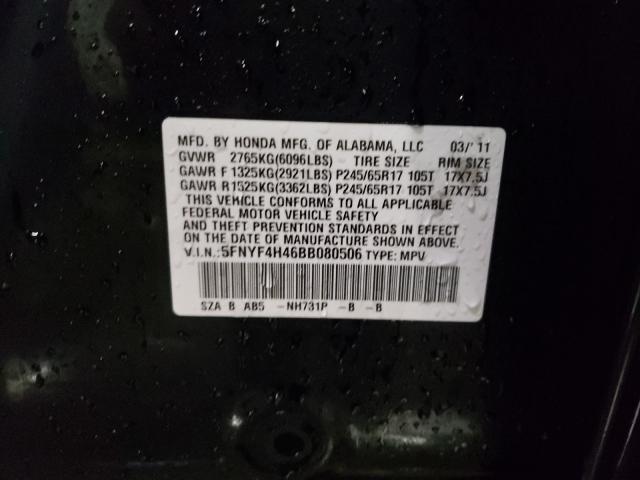 MFD. BY HONDA MFG. OF ALABAMA, LLC 03/'11
GVWR 2765KG(6096LBS) TIRE SIZE RIM SIZE
GAWR F 1325KG(2921LBS) P245/65R17 105T 17X7.5J
GAWR R1525KG(3362LBS) P245/65R17 105T 17X7.5J
THIS VEHICLE CONFORMS TO ALL APPLICABLE
FEDERAL MOTOR VEHICLE SAFETY
AND THEFT PREVENTION STANDARDS IN EFFECT
ON THE DATE OF MANUFACTURE SHOWN ABOVE.
V.I.N.:5FNYF4H46BB080506 TYPE: MPV
SZA B AB5 -NH731P -B -B